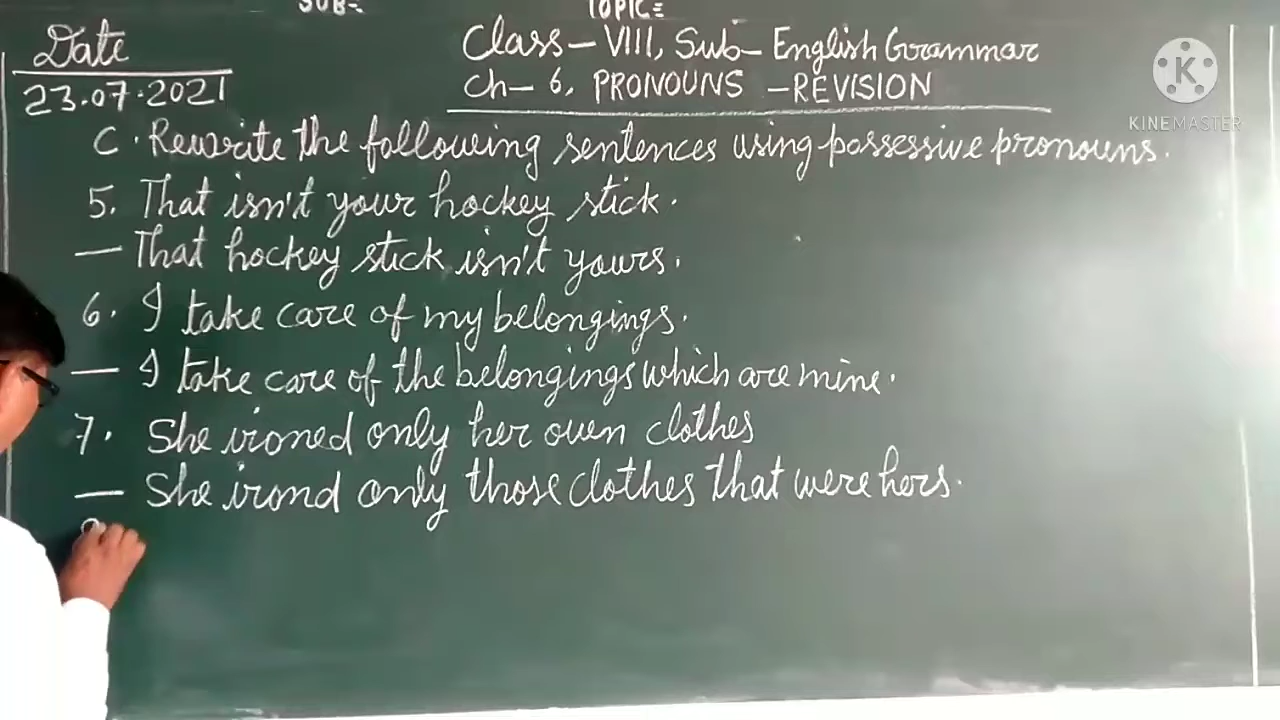 SUB-
TOPIC=
Date
23.07.2021
Class-VIII, Sub-English Grammar
Ch-6, PRONOUNS -REVISION
K
KINEMASTER
C. Rewrite the following sentences using possessive pronouns.
5. That isn't your hockey stick.
— That hockey stick isn't yours.
6. I take care of my belongings.
— I take care of the belongings which are mine.
7. She ironed only her own clothes
— She irond only those clothes that were hers.